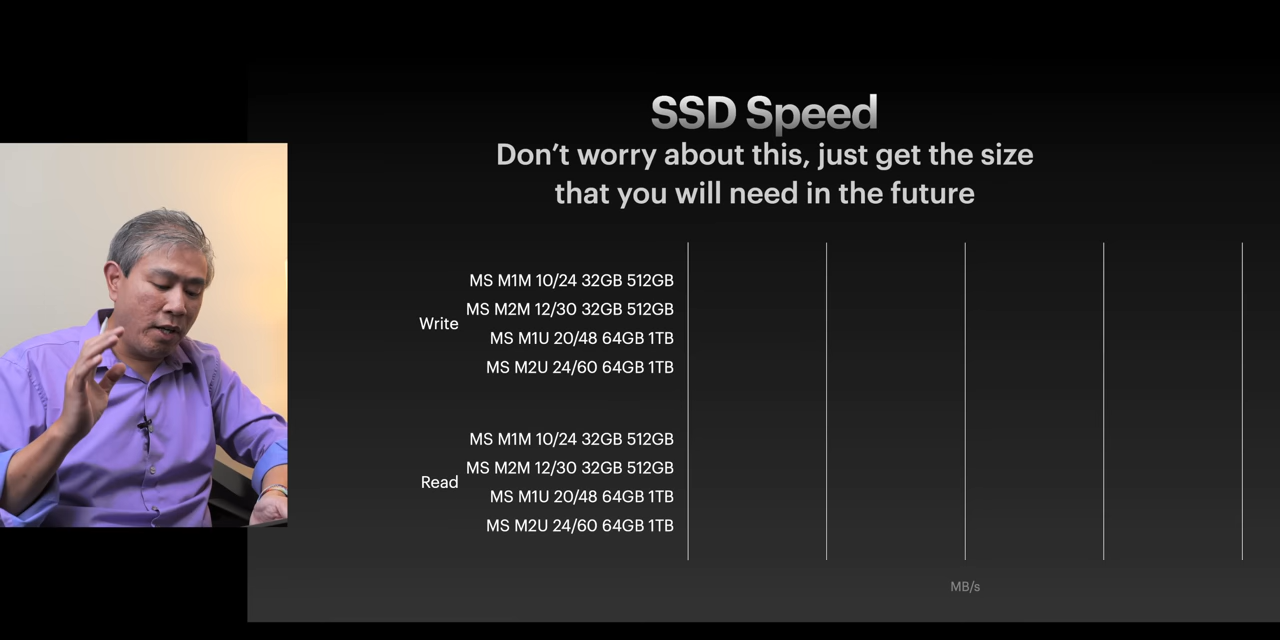 SSD Speed
Don’t worry about this, just get the size
that you will need in the future
Write
MS M1M 10/24 32GB 512GB
MS M2M 12/30 32GB 512GB
MS M1U 20/48 64GB 1TB
MS M2U 24/60 64GB 1TB
Read
MS M1M 10/24 32GB 512GB
MS M2M 12/30 32GB 512GB
MS M1U 20/48 64GB 1TB
MS M2U 24/60 64GB 1TB
MB/s